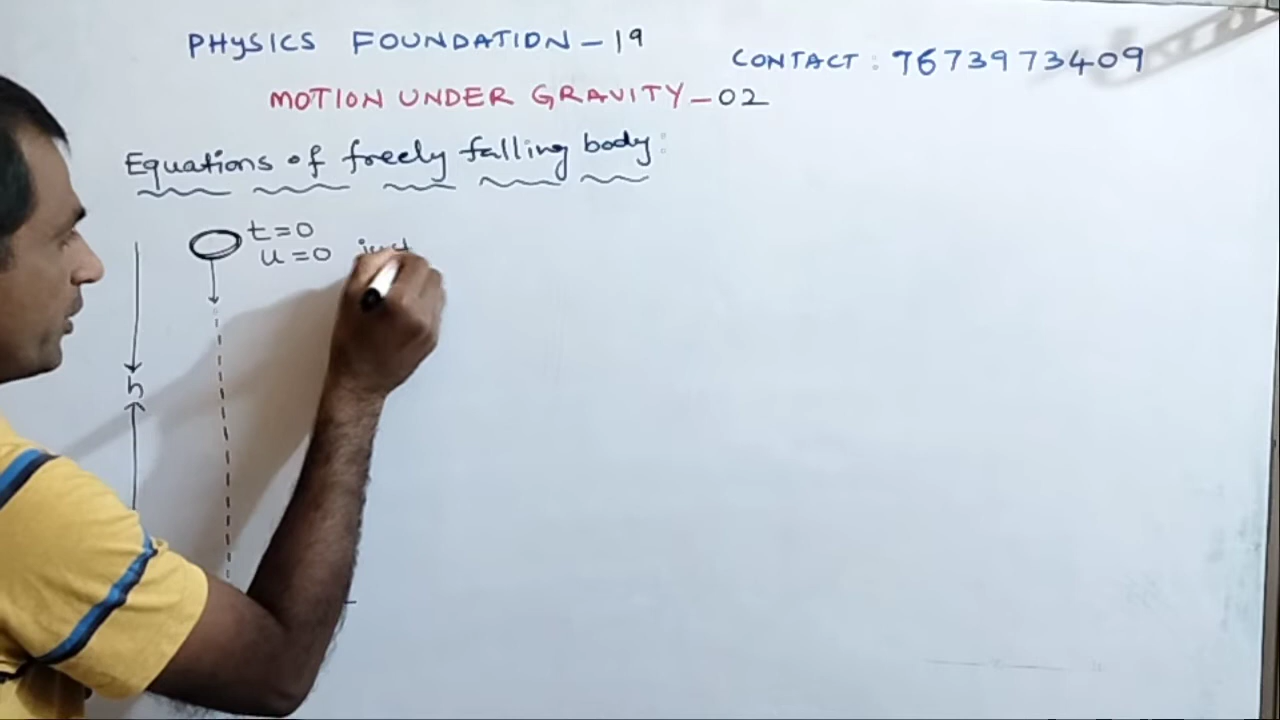 PHYSICS FOUNDATION - 19
CONTACT : 7673973409
MOTION UNDER GRAVITY - 02
Equations of freely falling body:
t=0
u=0
h